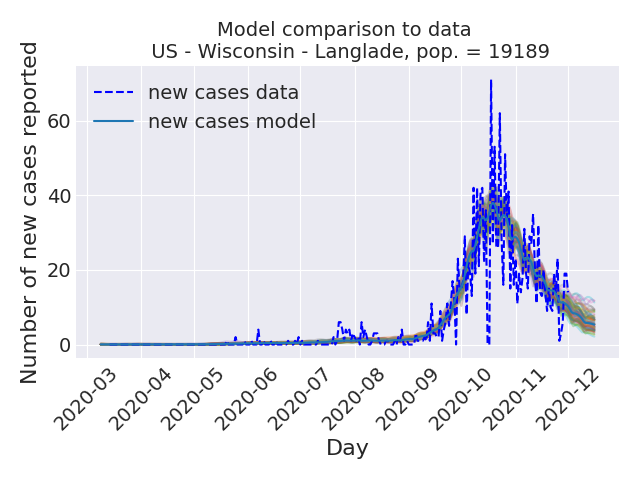 Model comparison to data
US - Wisconsin - Langlade, pop. = 19189
new cases data
new cases model
Number of new cases reported
60
40
20
0
2020-03
2020-04
2020-05
2020-06
2020-07
2020-08
2020-09
2020-10
2020-11
2020-12
Day